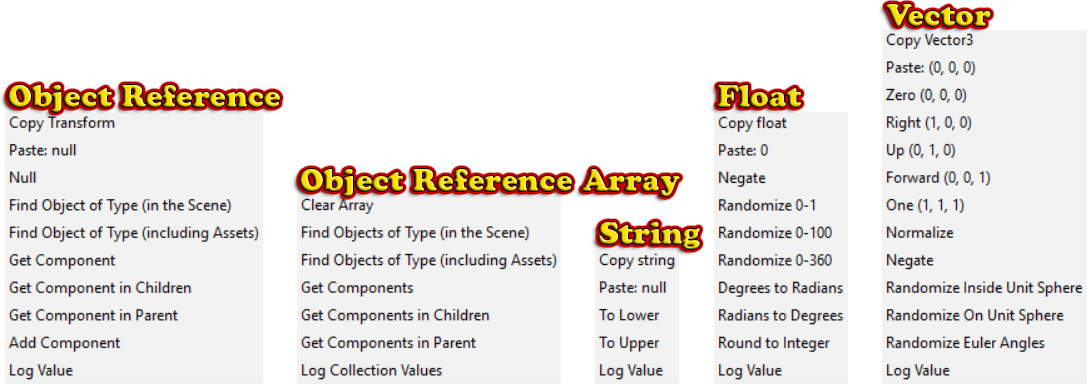 Object Reference
Copy Transform
Paste: null
Null
Find Object of Type (in the Scene)
Find Object of Type (including Assets)
Get Component
Get Component in Children
Get Component in Parent
Add Component
Log Value
Object Reference Array
Clear Array
Find Objects of Type (in the Scene)
Find Objects of Type (including Assets)
Get Components
Get Components in Children
Get Components in Parent
Log Collection Values
String
Copy string
Paste: null
To Lower
To Upper
Log Value
Float
Copy float
Paste: 0
Negate
Randomize 0-1
Randomize 0-100
Randomize 0-360
Degrees to Radians
Radians to Degrees
Round to Integer
Log Value
Vector
Copy Vector3
Paste: (0, 0, 0)
Zero (0, 0, 0)
Right (1, 0, 0)
Up (0, 1, 0)
Forward (0, 0, 1)
One (1, 1, 1)
Normalize
Negate
Randomize Inside Unit Sphere
Randomize On Unit Sphere
Randomize Euler Angles
Log Value